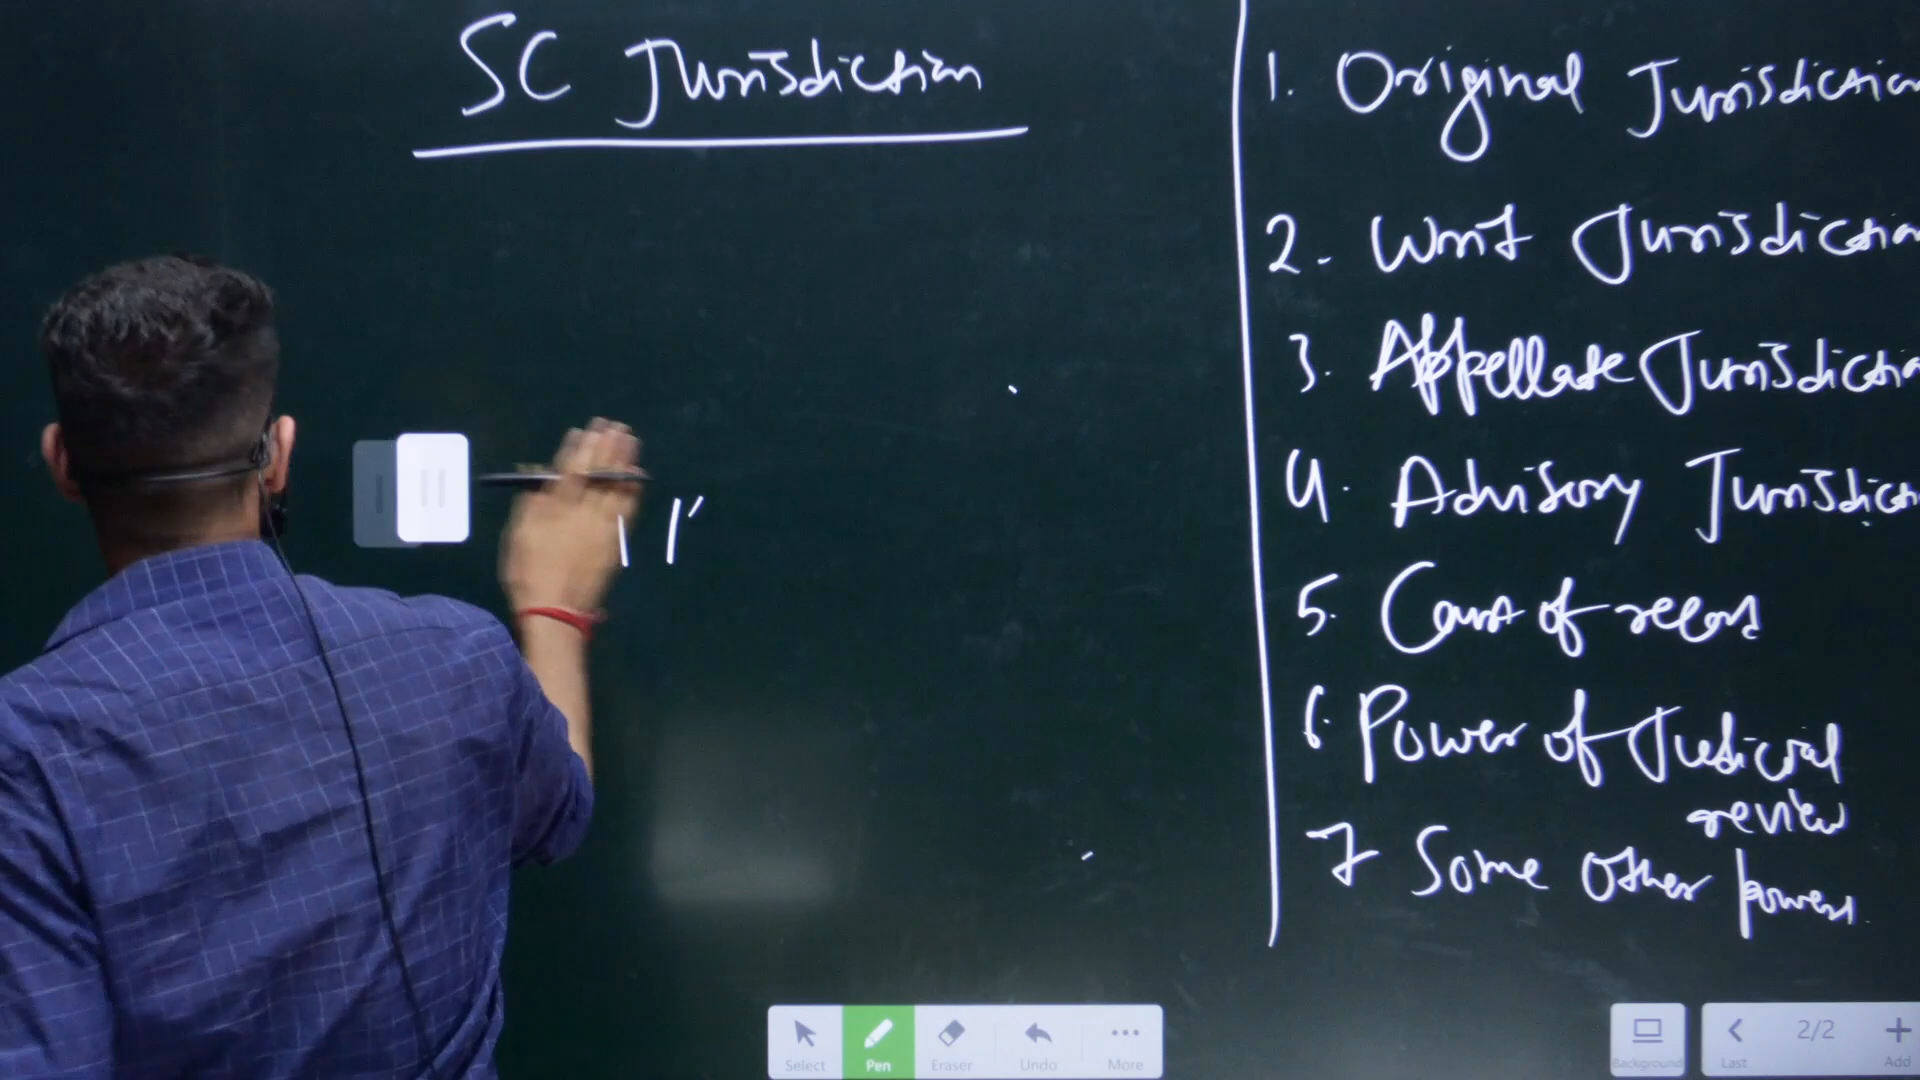 SC Jurisdiction
1. Original Jurisdiction
2. Writ Jurisdiction
3. Appellate Jurisdiction
4. Advisory Jurisdiction
5. Court of record
6. Power of Judicial
review
7 Some Other powers.
Select Pen Eraser Undo More
Background Last 2/2 Add